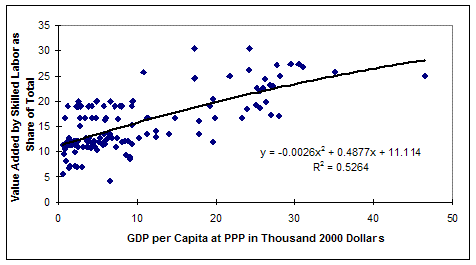 Value Added by Skilled Labor as
Share of Total
35
30
25
20
15
10
5
0
y = -0.0026x² + 0.4877x + 11.114
R² = 0.5264
0 10 20 30 40 50
GDP per Capita at PPP in Thousand 2000 Dollars